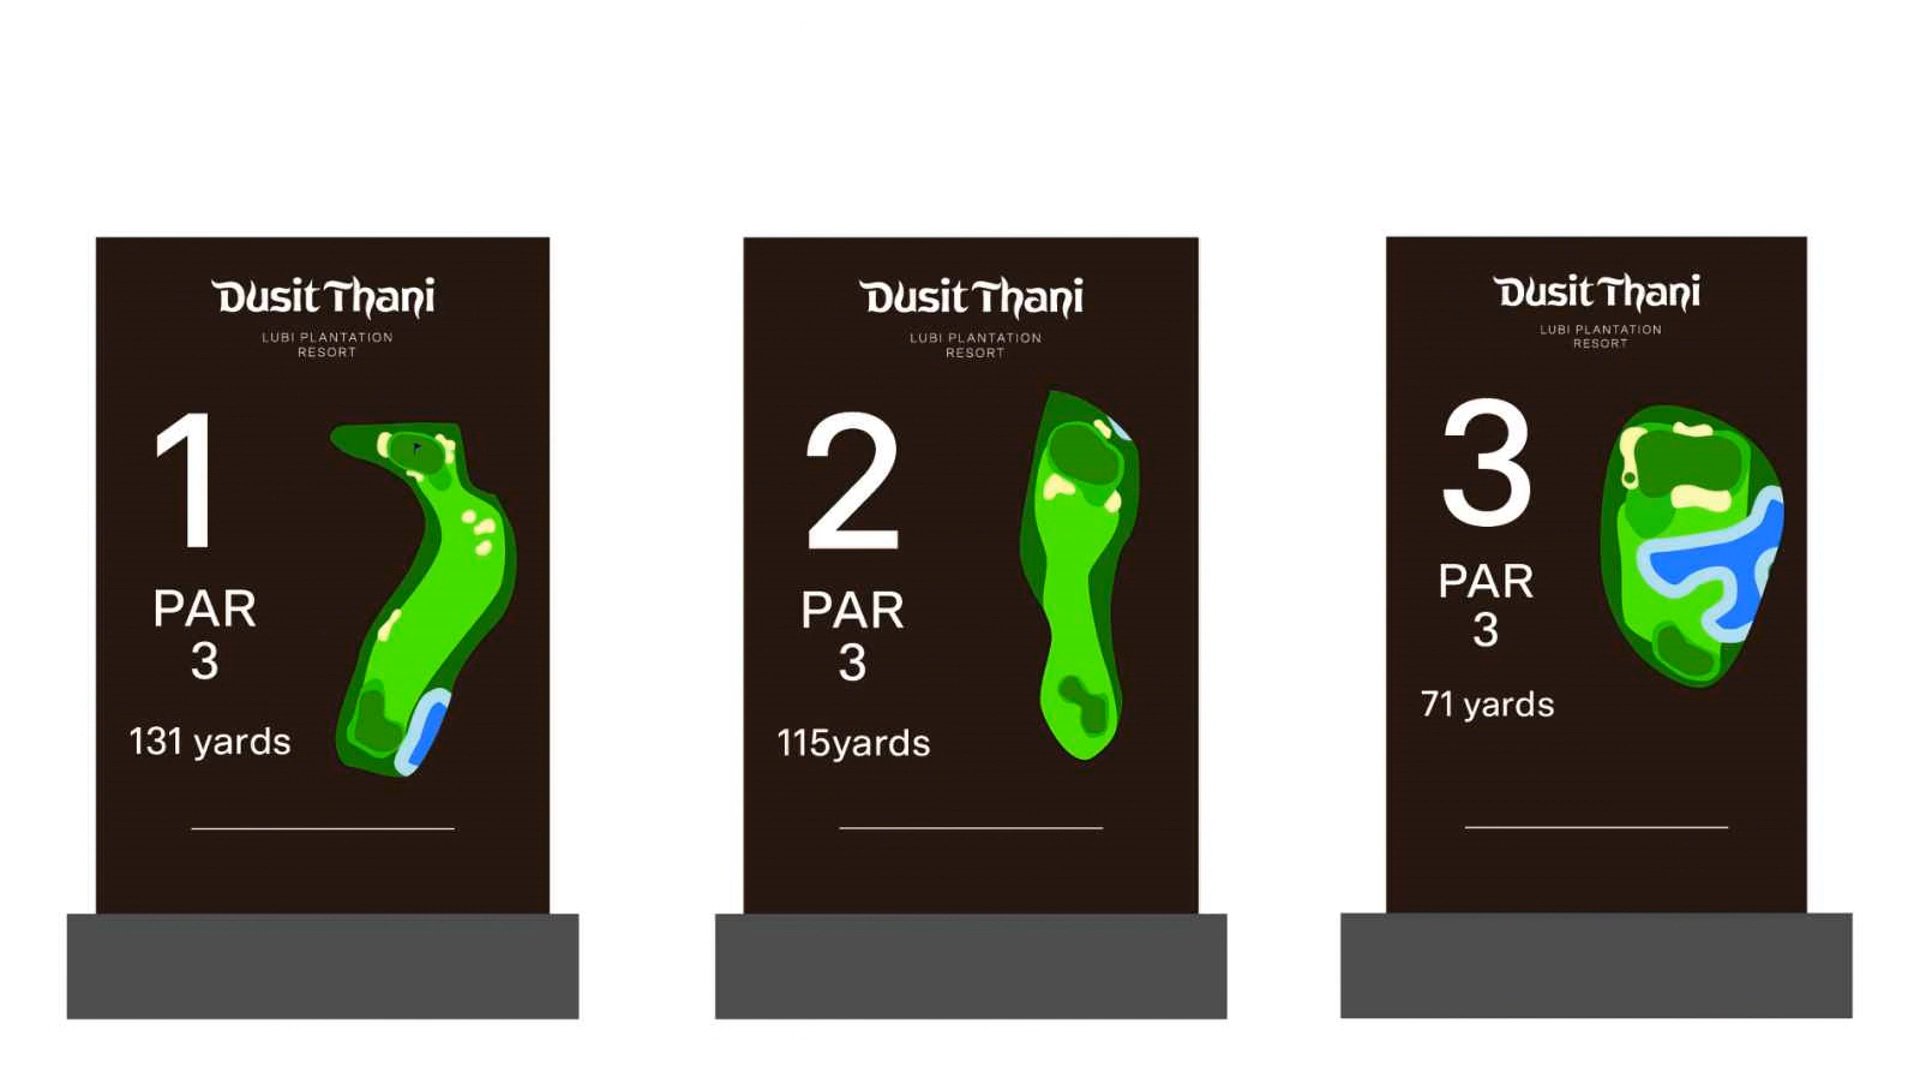 Dusit Thani
LUBI PLANTATION
RESORT
1
PAR
3
131 yards
Dusit Thani
LUBI PLANTATION
RESORT
2
PAR
3
115yards
Dusit Thani
LUBI PLANTATION
RESORT
3
PAR
3
71 yards